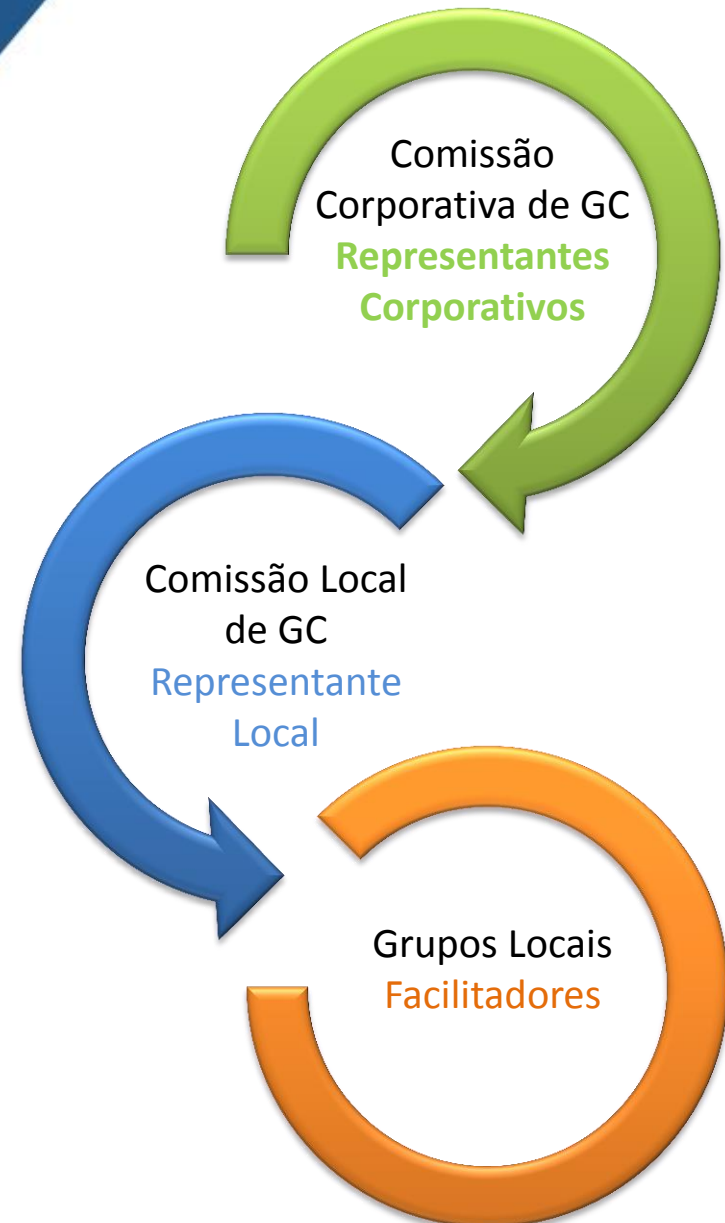 Comissão
Corporativa de GC
Representantes
Corporativos
Comissão Local
de GC
Representante
Local
Grupos Locais
Facilitadores